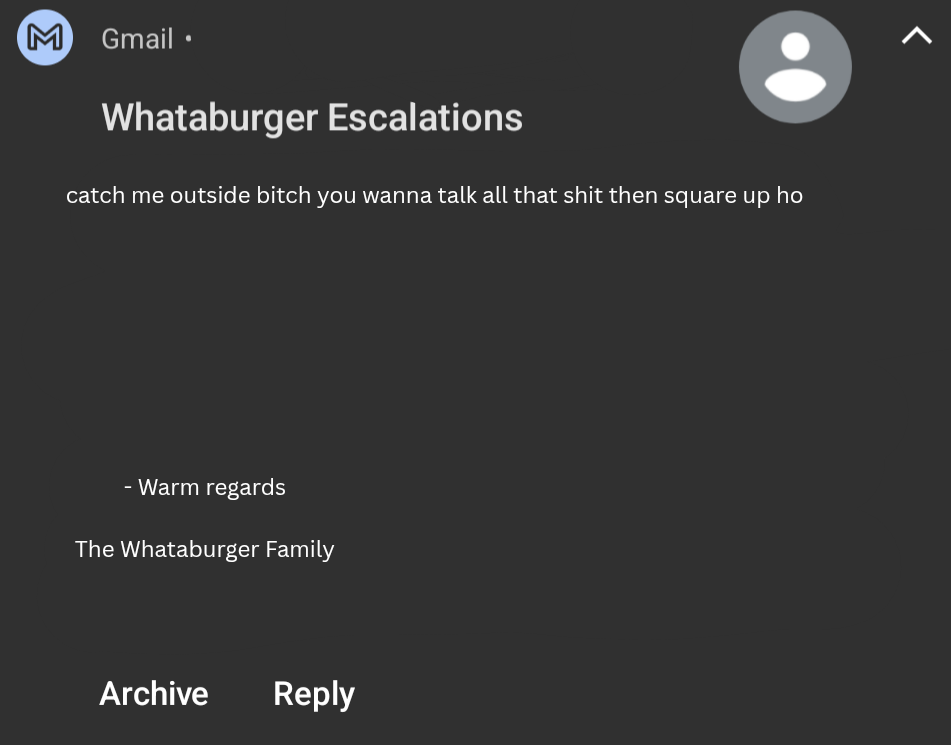 Gmail •
Whataburger Escalations
catch me outside bitch you wanna talk all that shit then square up ho
- Warm regards
The Whataburger Family
Archive Reply